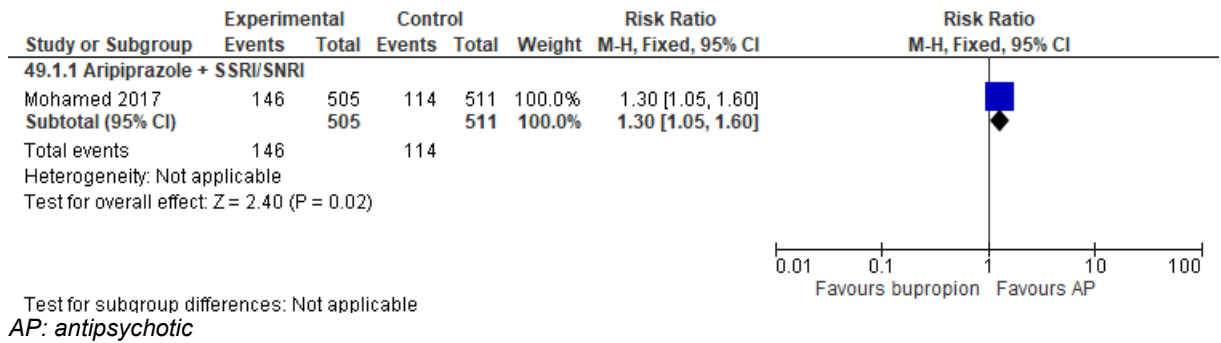 Experimental Control Risk Ratio Risk Ratio
Study or Subgroup Events Total Events Total Weight M-H, Fixed, 95% CI M-H, Fixed, 95% CI
49.1.1 Aripiprazole + SSRI/SNRI
Mohamed 2017 146 505 114 511 100.0% 1.30 [1.05, 1.60]
Subtotal (95% CI) 505 511 100.0% 1.30 [1.05, 1.60]
Total events 146 114
Heterogeneity: Not applicable
Test for overall effect: Z = 2.40 (P = 0.02)
0.01 0.1 1 10 100
Favours bupropion Favours AP
Test for subgroup differences: Not applicable
AP: antipsychotic